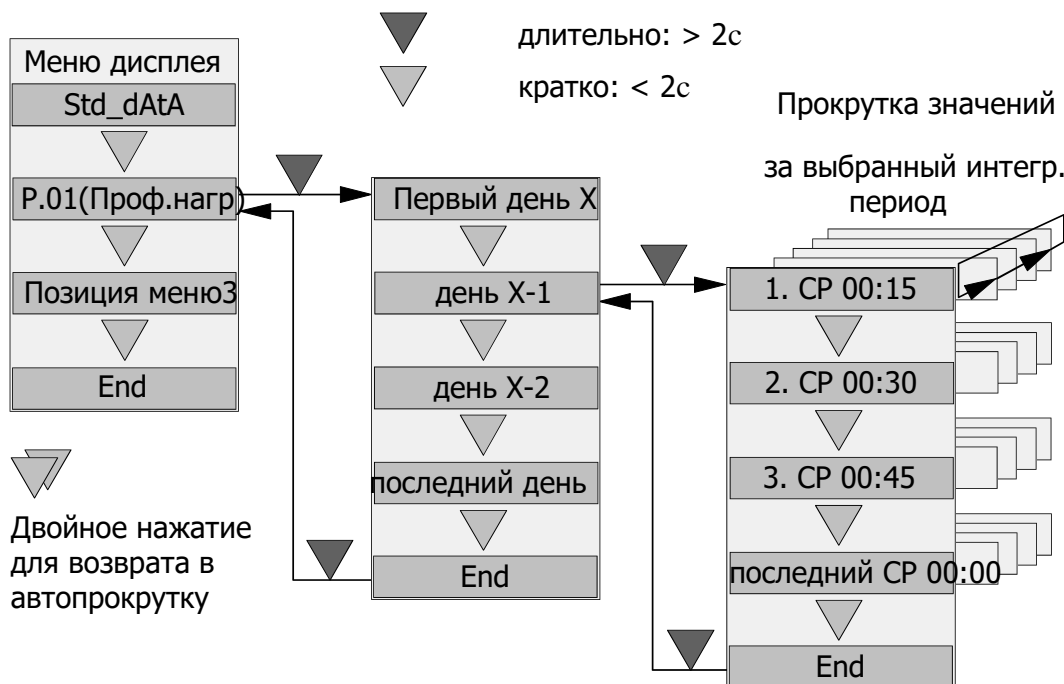 длительно: > 2c
кратко: < 2c
Меню дисплея
Std_dAtA
P.01(Проф.нагр)
Позиция меню3
End
Двойное нажатие
для возврата в
автопрокрутку
Первый день X
день X-1
день X-2
последний день
End
Прокрутка значений
за выбранный интегр.
период
1. СР 00:15
2. СР 00:30
3. СР 00:45
последний СР 00:00
End